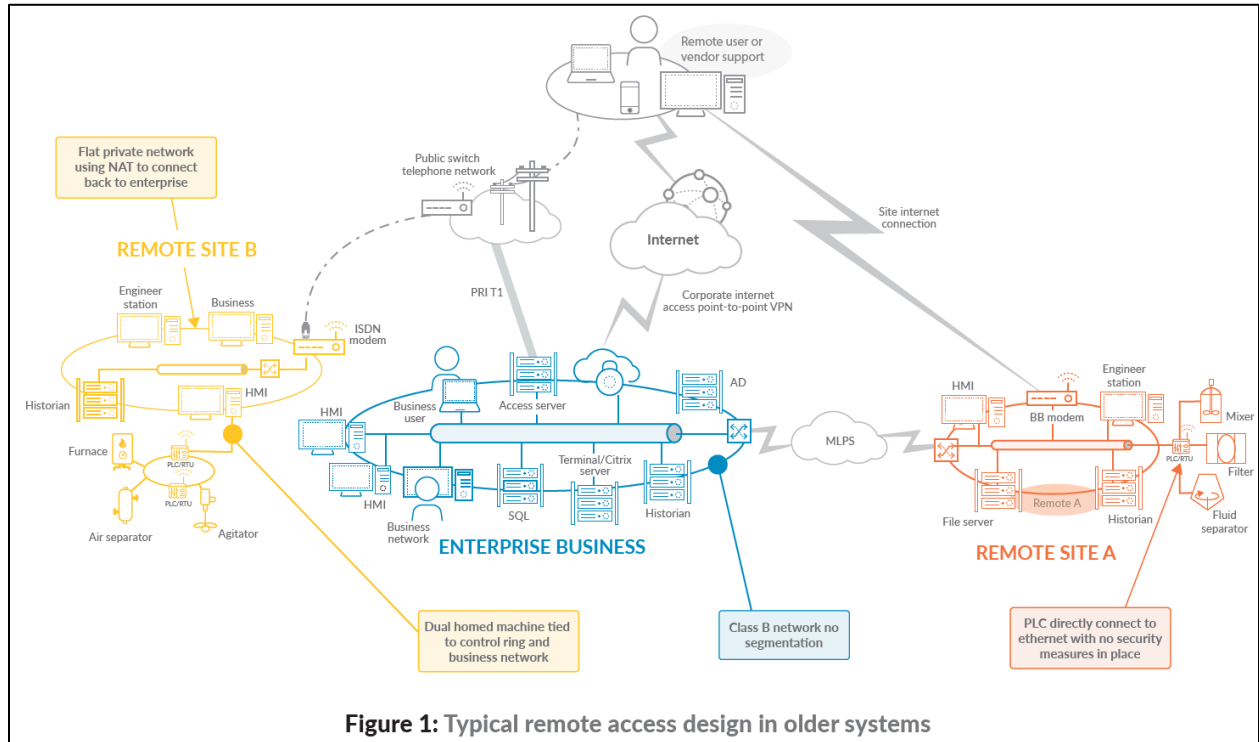 Remote user or
vendor support
Flat private network
using NAT to connect
back to enterprise
Public switch
telephone network
Site internet
connection
Internet
REMOTE SITE B
Engineer
station
Business
ISDN
modem
PRI T1
Corporate internet
access point-to-point VPN
Historian
HMI
Business
user
Access server
AD
HMI
HMI
Engineer
station
BB modem
Mixer
MLPS
Furnace
PLC/RTU
PLC/RTU
Air separator
Agitator
HMI
Business
network
SQL
Terminal/Citrix
server
Historian
PLC/RTU
Filter
File server
Remote A
Historian
Fluid
separator
ENTERPRISE BUSINESS
REMOTE SITE A
Dual homed machine tied
to control ring and
business network
Class B network no
segmentation
PLC directly connect to
ethernet with no security
measures in place
Figure 1: Typical remote access design in older systems